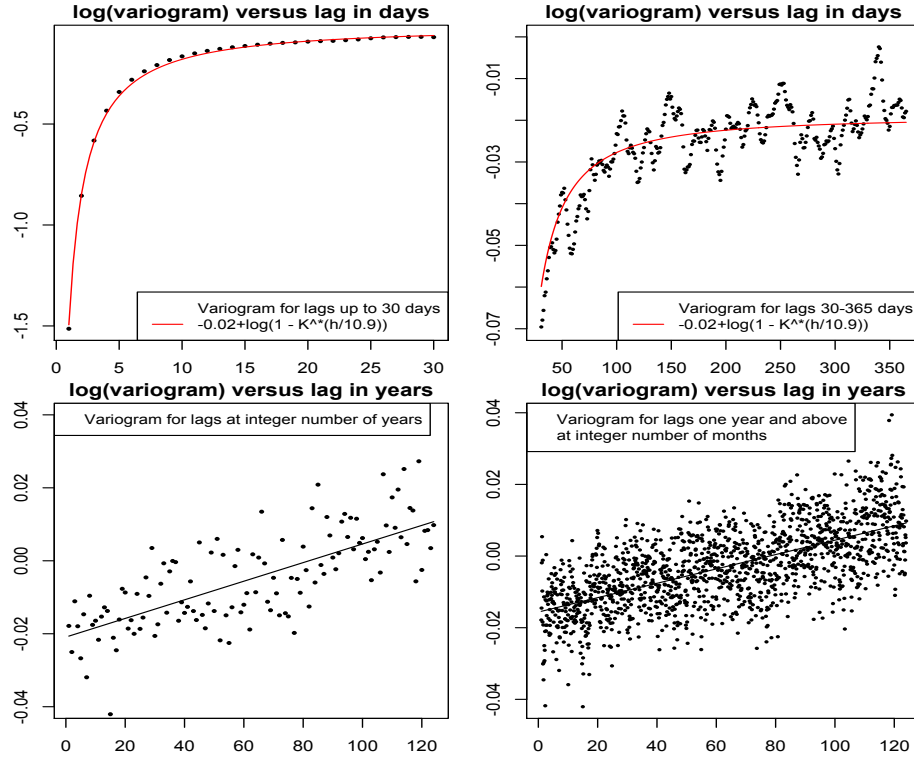 log(variogram) versus lag in days
-0.5
-1.0
-1.5
Variogram for lags up to 30 days
-0.02+log(1 - K^*(h/10.9))
0 5 10 15 20 25 30
log(variogram) versus lag in days
-0.01
-0.03
-0.05
-0.07
Variogram for lags 30-365 days
-0.02+log(1 - K^*(h/10.9))
50 100 150 200 250 300 350
log(variogram) versus lag in years
0.04
0.02
0.00
-0.02
-0.04
Variogram for lags at integer number of years
0 20 40 60 80 100 120
log(variogram) versus lag in years
0.04
0.02
0.00
-0.02
-0.04
Variogram for lags one year and above
at integer number of months
0 20 40 60 80 100 120